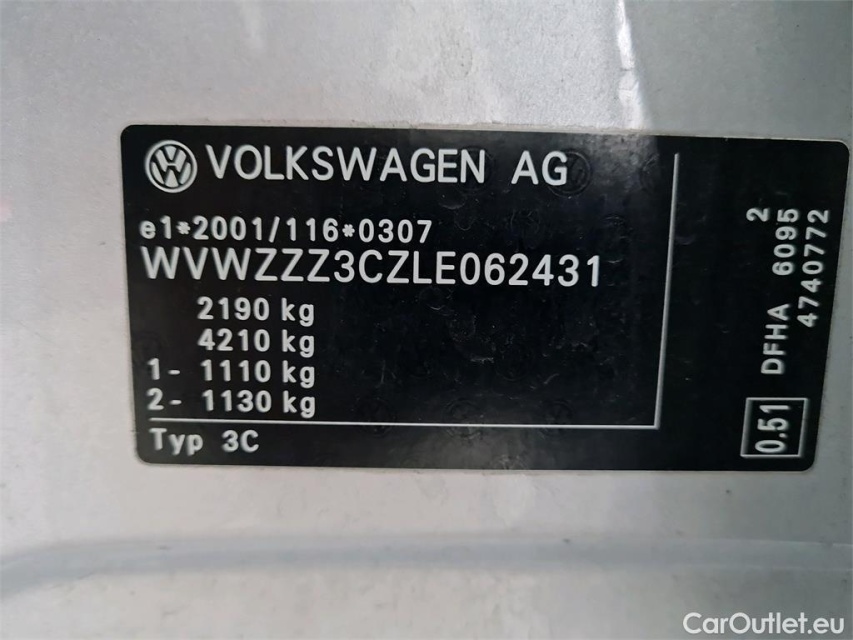 VOLKSWAGEN AG
e1*2001/116*0307
WVWZZZ3CZLE062431
2190 kg
4210 kg
1- 1110 kg
2- 1130 kg
Typ 3C
2
DFHA 6095
4740772
0.51
CarOutlet.eu